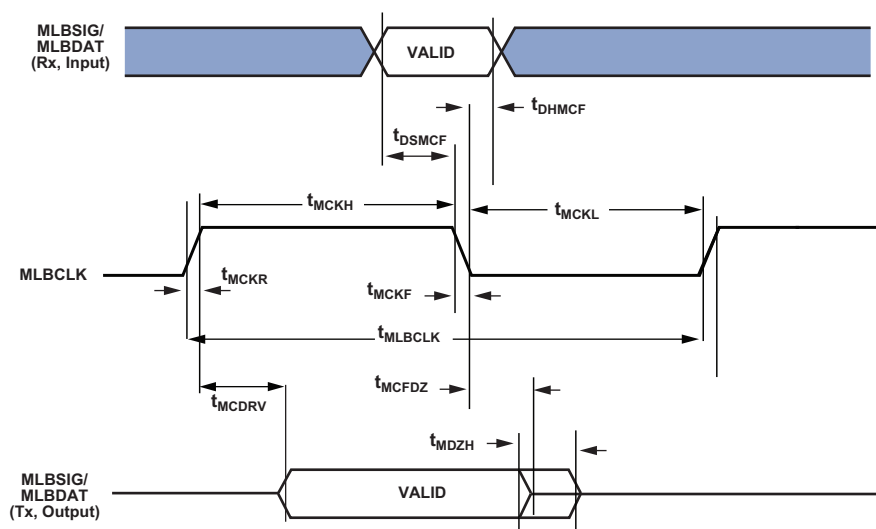 MLBSIG/
MLBDAT
(Rx, Input)
VALID
tDHMCF
tDSMCF
tMCKH
tMCKL
MLBCLK
tMCKR
tMCKF
tMLBCLK
tMCFDZ
tMCDRV
tMDZH
MLBSIG/
MLBDAT
(Tx, Output)
VALID